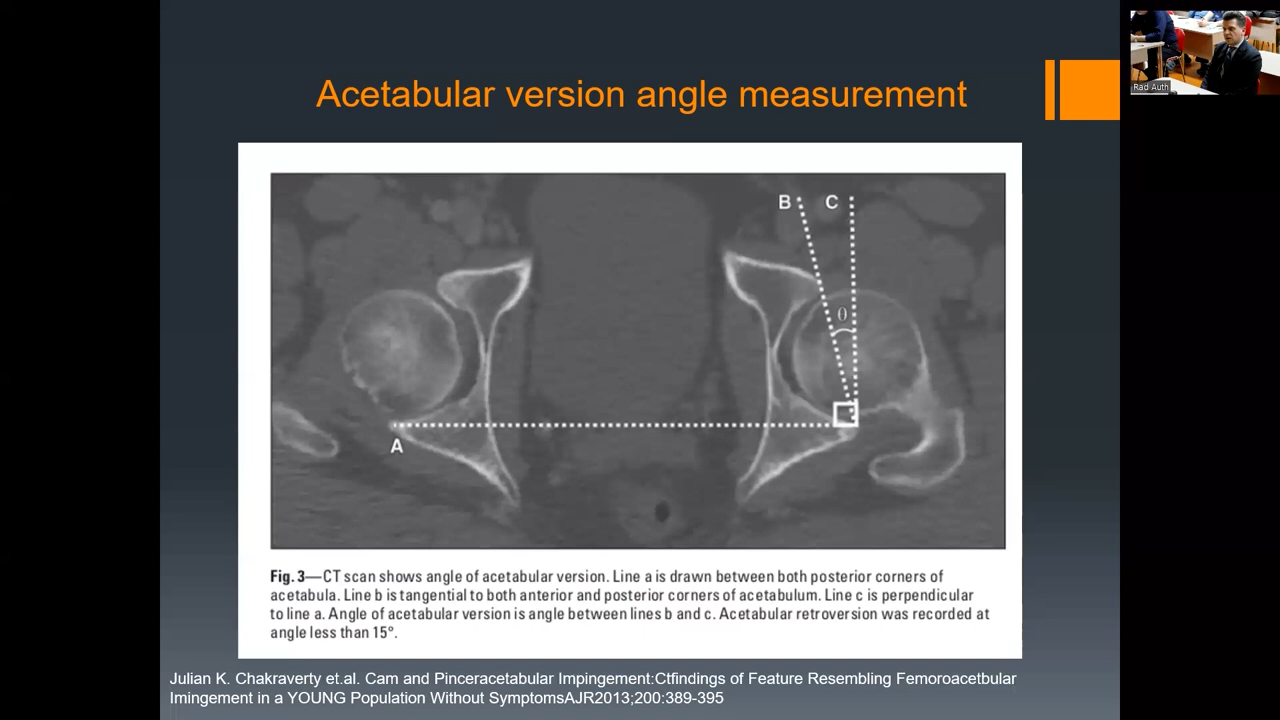 Acetabular version angle measurement
Rad Auth
B C
θ
A
Fig. 3—CT scan shows angle of acetabular version. Line a is drawn between both posterior corners of
acetabula. Line b is tangential to both anterior and posterior corners of acetabulum. Line c is perpendicular
to line a. Angle of acetabular version is angle between lines b and c. Acetabular retroversion was recorded at
angle less than 15°.
Julian K. Chakraverty et.al. Cam and Pinceracetabular Impingement:Ctfindings of Feature Resembling Femoroacetbular
Imingement in a YOUNG Population Without SymptomsAJR2013;200:389-395